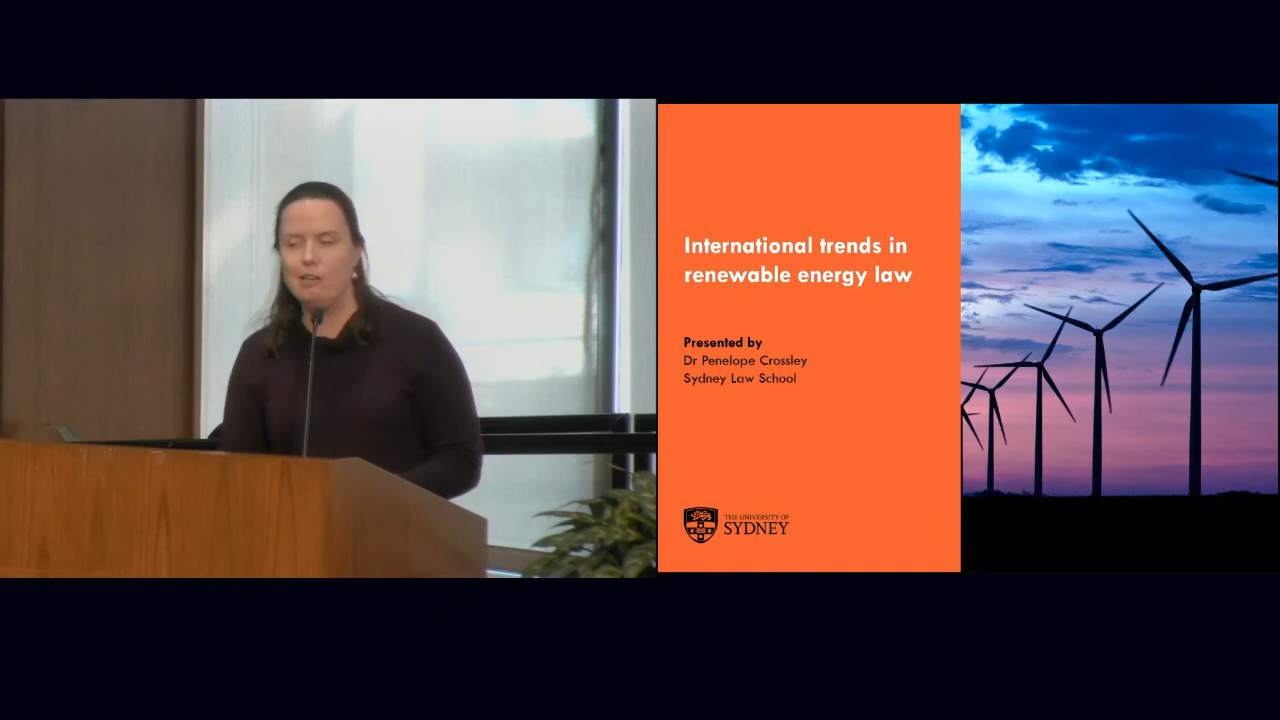 International trends in
renewable energy law
Presented by
Dr Penelope Crossley
Sydney Law School
THE UNIVERSITY OF
SYDNEY